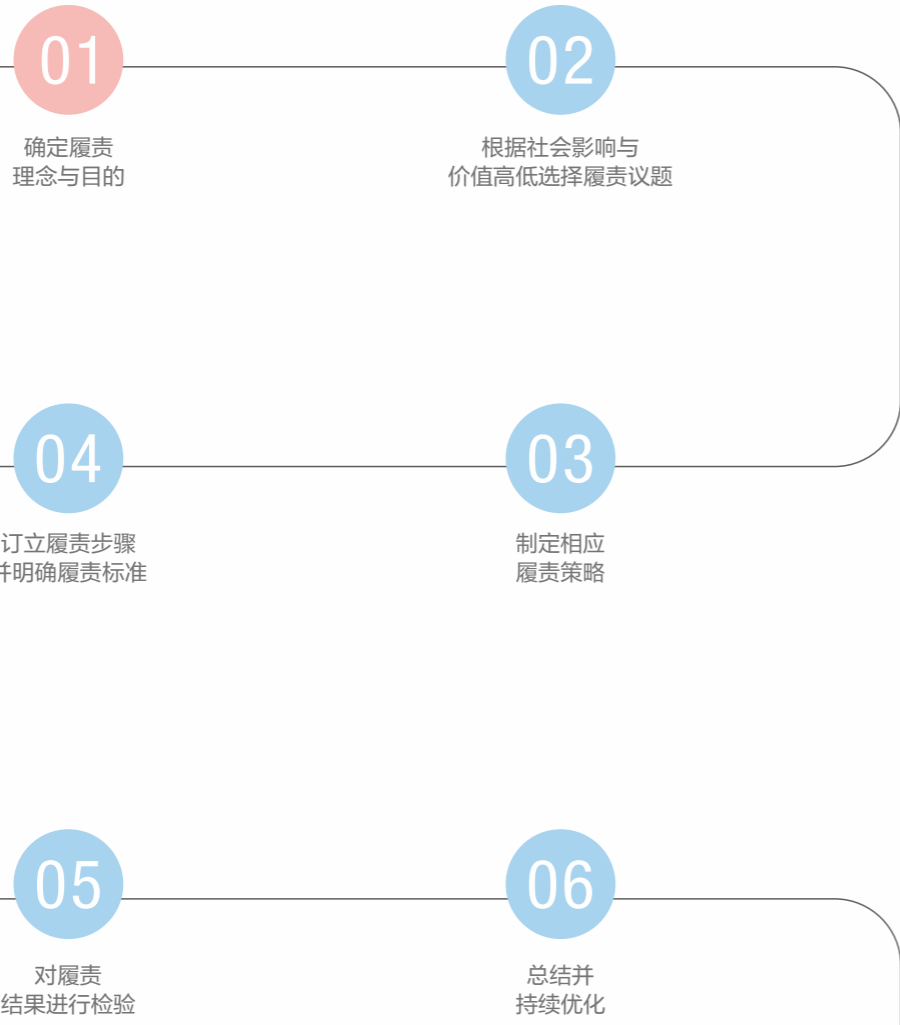 01
确定履责
理念与目的
02
根据社会影响与
价值高低选择履责议题
03
制定相应
履责策略
04
订立履责步骤
并明确履责标准
05
对履责
结果进行检验
06
总结并
持续优化